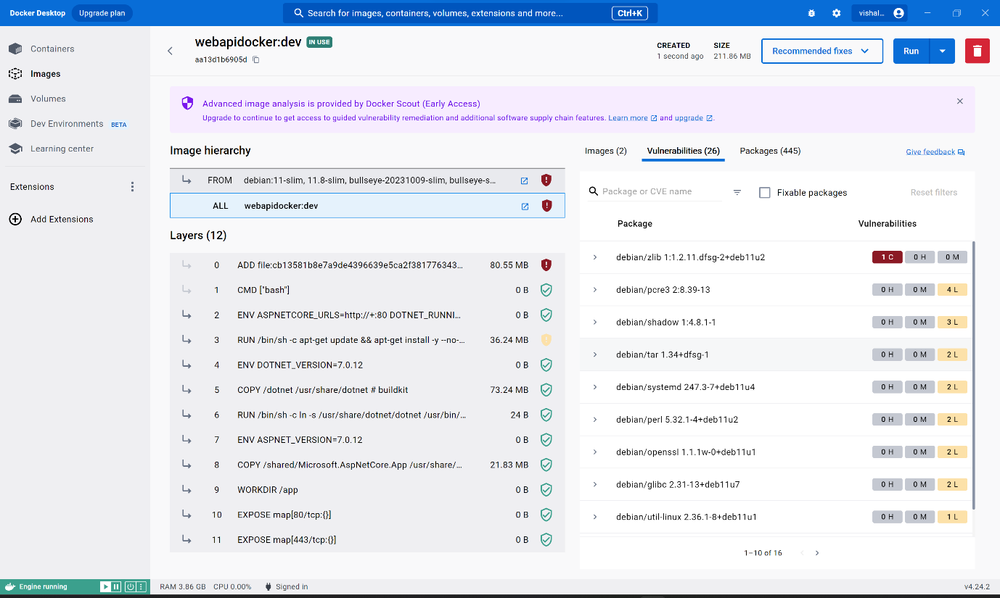 Docker Desktop Upgrade plan Search for images, containers, volumes, extensions and more... Ctrl+K vishal...
Containers
Images
Volumes
Dev Environments BETA
Learning center
Extensions
Add Extensions
webapidocker:dev IN USE
aa13d1b6905d
CREATED
1 second ago
SIZE
211.86 MB
Recommended fixes
Run
Advanced image analysis is provided by Docker Scout (Early Access)
Upgrade to continue to get access to guided vulnerability remediation and additional software supply chain features. Learn more and upgrade .
Image hierarchy
FROM debian:11-slim, 11.8-slim, bullseye-20231009-slim, bullseye-s...
ALL webapidocker:dev
Layers (12)
0 ADD file:cb13581b8e7a9de4396639e5ca2f381776343... 80.55 MB
1 CMD ["bash"] 0 B
2 ENV ASPNETCORE_URLS=http://+:80 DOTNET_RUNNI... 0 B
3 RUN /bin/sh -c apt-get update && apt-get install -y --no-... 36.24 MB
4 ENV DOTNET_VERSION=7.0.12 0 B
5 COPY /dotnet /usr/share/dotnet # buildkit 73.24 MB
6 RUN /bin/sh -c ln -s /usr/share/dotnet/dotnet /usr/bin/... 24 B
7 ENV ASPNET_VERSION=7.0.12 0 B
8 COPY /shared/Microsoft.AspNetCore.App /usr/share/... 21.83 MB
9 WORKDIR /app 0 B
10 EXPOSE map[80/tcp:{}] 0 B
11 EXPOSE map[443/tcp:{}] 0 B
Images (2) Vulnerabilities (26) Packages (445) Give feedback
Package or CVE name Fixable packages Reset filters
Package Vulnerabilities
debian/zlib 1:1.2.11.dfsg-2+deb11u2 1 C 0 H 0 M
debian/pcre3 2:8.39-13 0 H 0 M 4 L
debian/shadow 1:4.8.1-1 0 H 0 M 3 L
debian/tar 1.34+dfsg-1 0 H 0 M 2 L
debian/systemd 247.3-7+deb11u4 0 H 0 M 2 L
debian/perl 5.32.1-4+deb11u2 0 H 0 M 2 L
debian/openssl 1.1.1w-0+deb11u1 0 H 0 M 2 L
debian/glibc 2.31-13+deb11u7 0 H 0 M 2 L
debian/util-linux 2.36.1-8+deb11u1 0 H 0 M 1 L
1–10 of 16
Engine running RAM 3.86 GB CPU 0.00% Signed in v4.24.2